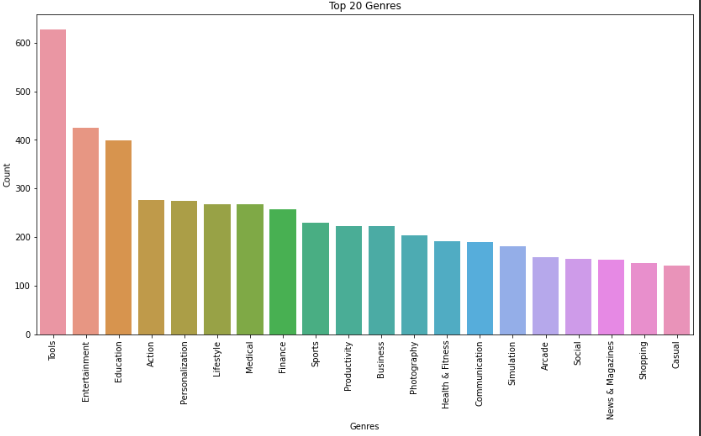 Top 20 Genres
Count
600
500
400
300
200
100
0
Tools
Entertainment
Education
Action
Personalization
Lifestyle
Medical
Finance
Sports
Productivity
Business
Photography
Health & Fitness
Communication
Simulation
Arcade
Social
News & Magazines
Shopping
Casual
Genres